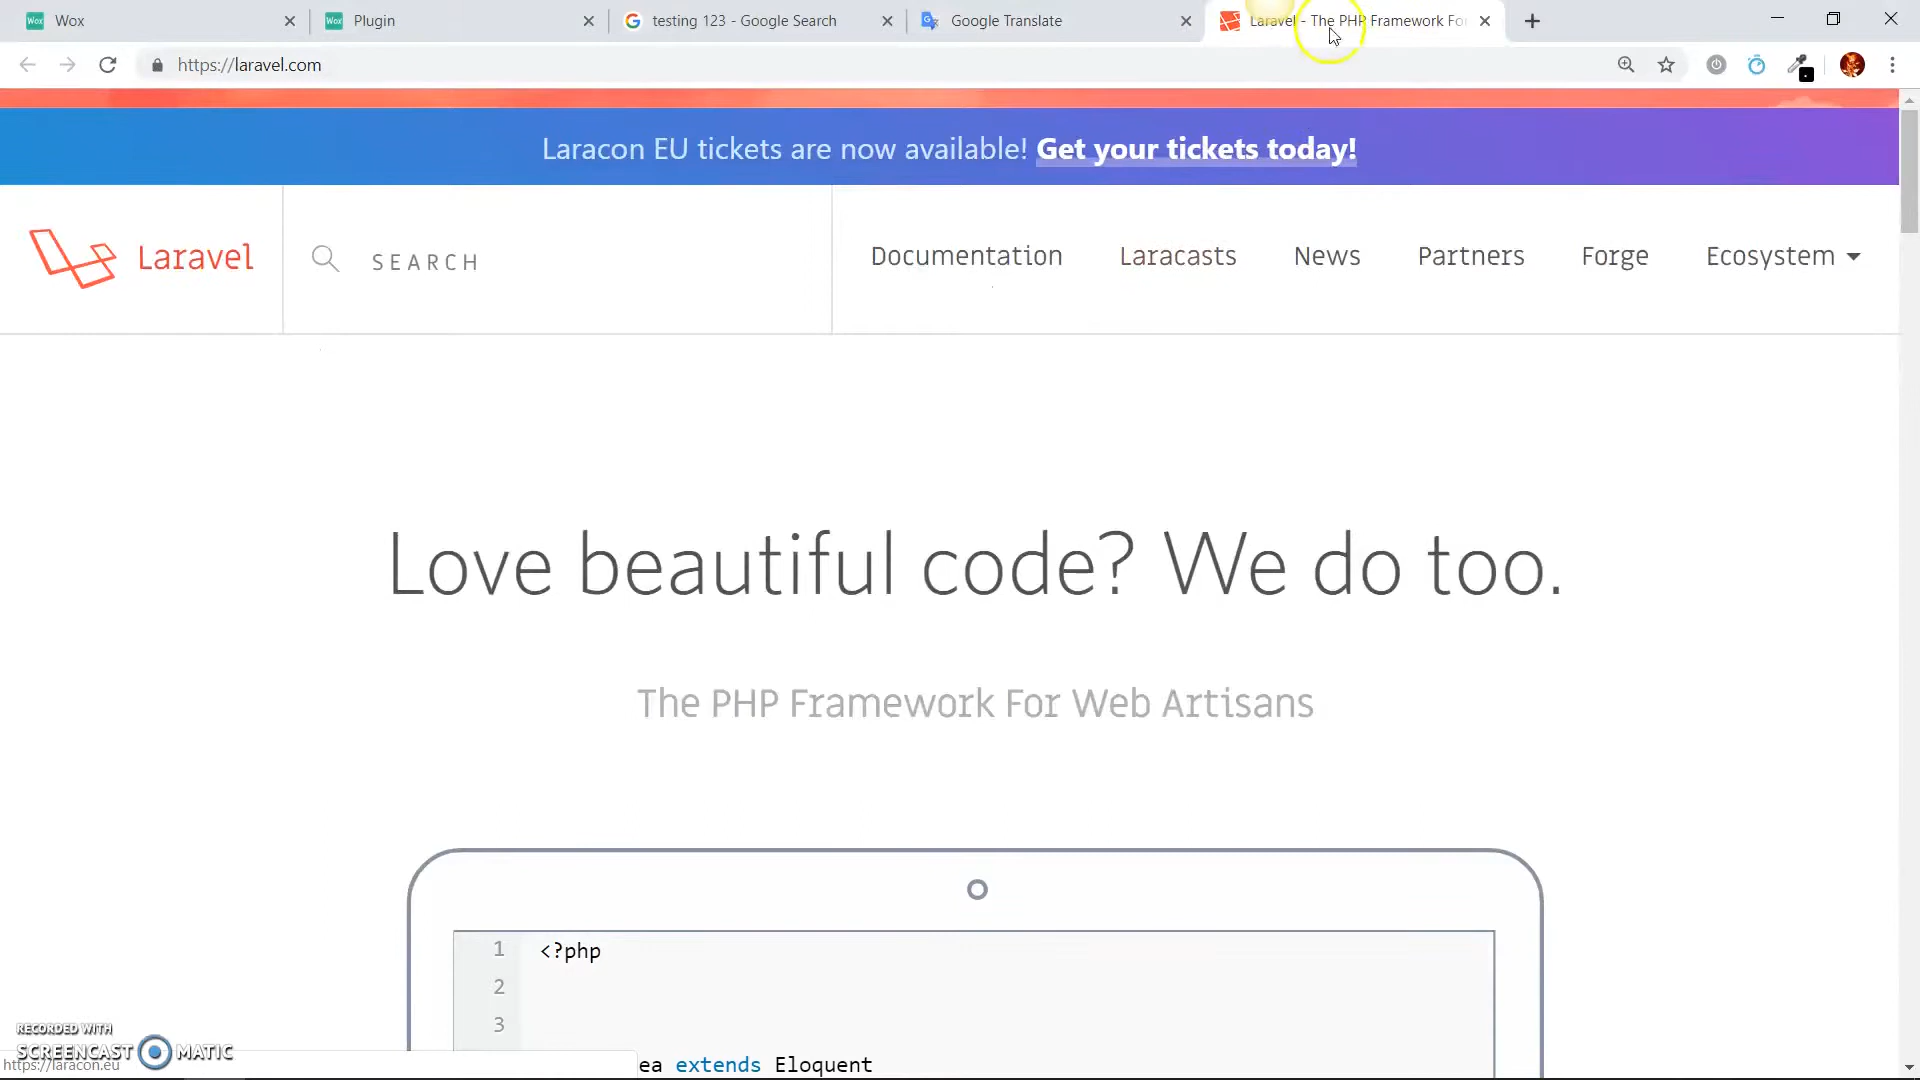 Wox
Plugin
testing 123 - Google Search
Google Translate
Laravel - The PHP Framework For
https://laravel.com
Laracon EU tickets are now available! Get your tickets today!
Laravel
SEARCH
Documentation
Laracasts
News
Partners
Forge
Ecosystem
Love beautiful code? We do too.
The PHP Framework For Web Artisans
1 <?php
2
3
ea extends Eloquent
RECORDED WITH
SCREENCAST MATIC
https://laracon.eu